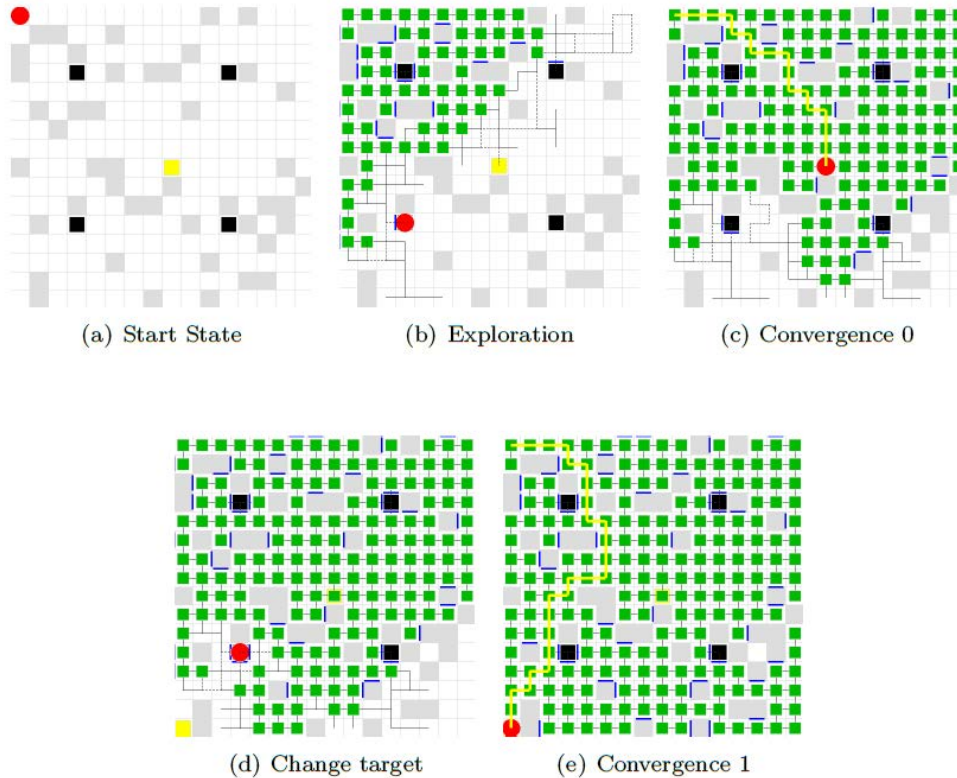 (a) Start State
(b) Exploration
(c) Convergence 0
(d) Change target
(e) Convergence 1